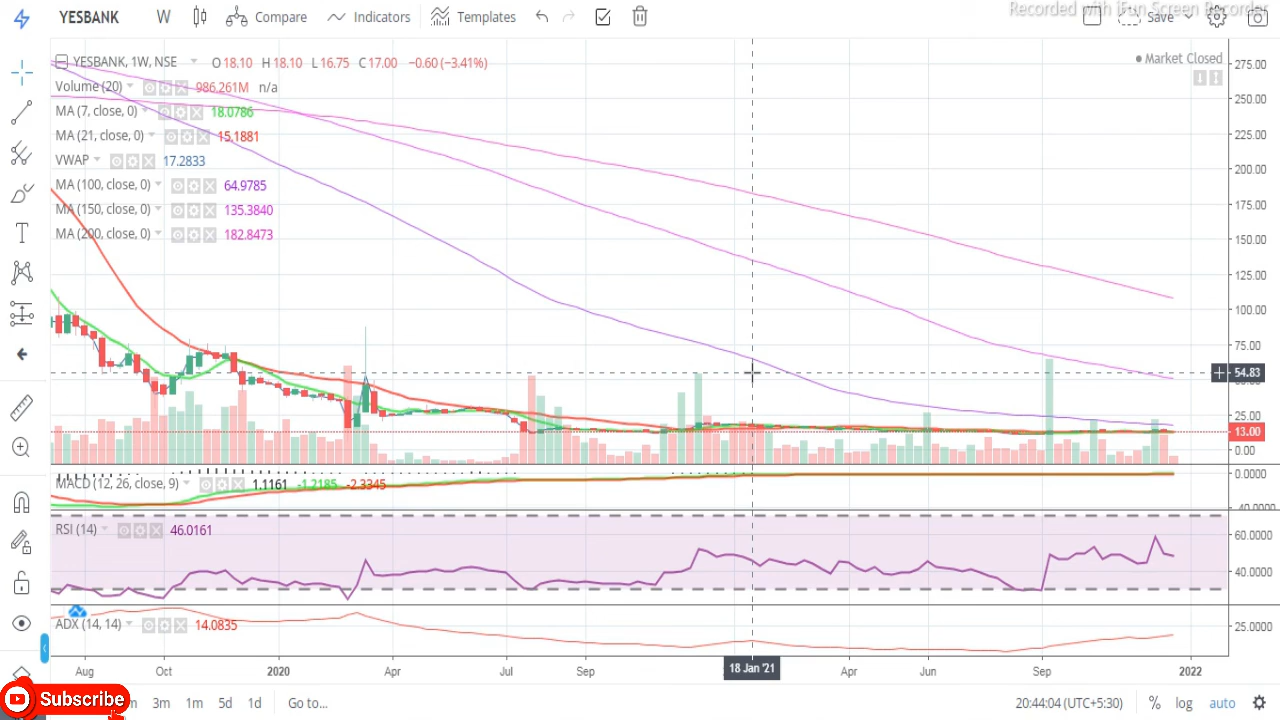 Recorded with iFun Screen Recorder
YESBANK W Compare Indicators Templates Save
YESBANK, 1W, NSE O 18.10 H 18.10 L 16.75 C 17.00 −0.60 (−3.41%)
Market Closed
Volume (20) 986.261M n/a
MA (7, close, 0) 18.0786
MA (21, close, 0) 15.1881
VWAP 17.2833
MA (100, close, 0) 64.9785
MA (150, close, 0) 135.3840
MA (200, close, 0) 182.8473
275.00
250.00
225.00
200.00
175.00
150.00
125.00
100.00
75.00
54.83
25.00
13.00
0.00
MACD (12, 26, close, 9) 1.1161 -1.2185 -2.3345
0.0000
40.0000
RSI (14) 46.0161
60.0000
40.0000
ADX (14, 14) 14.0835
25.0000
Aug Oct 2020 Apr Jul Sep 18 Jan '21 Apr Jun Sep 2022
Subscribe
3m 1m 5d 1d Go to... 20:44:04 (UTC+5:30) % log auto